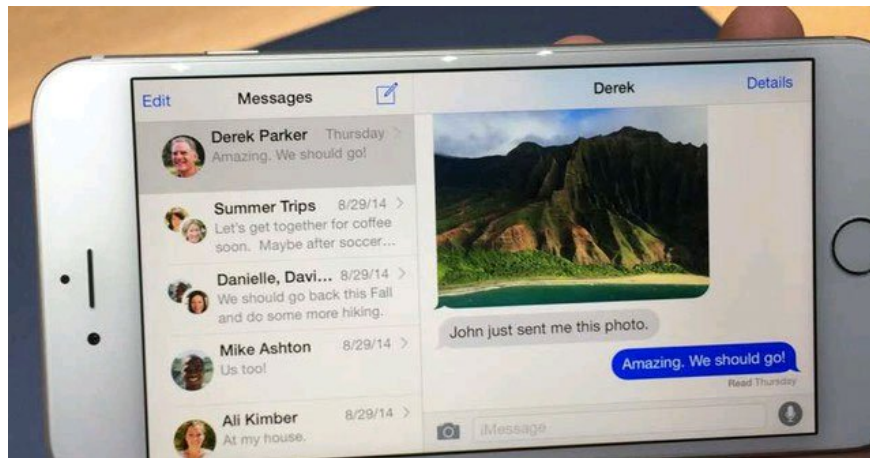 Edit Messages
Derek Parker Thursday
Amazing. We should go!
Summer Trips 8/29/14
Let's get together for coffee
soon. Maybe after soccer...
Danielle, Davi... 8/29/14
We should go back this Fall
and do some more hiking.
Mike Ashton 8/29/14
Us too!
Ali Kimber 8/29/14
At my house.
Derek Details
John just sent me this photo.
Amazing. We should go!
Read Thursday
iMessage